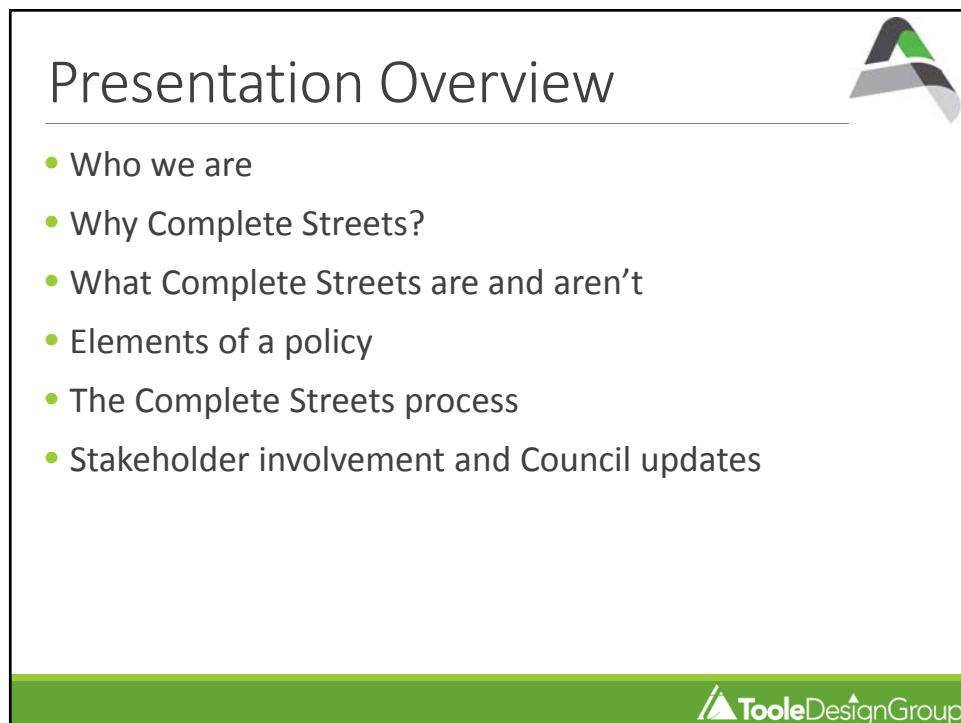 Presentation Overview
• Who we are
• Why Complete Streets?
• What Complete Streets are and aren’t
• Elements of a policy
• The Complete Streets process
• Stakeholder involvement and Council updates
TooleDesignGroup